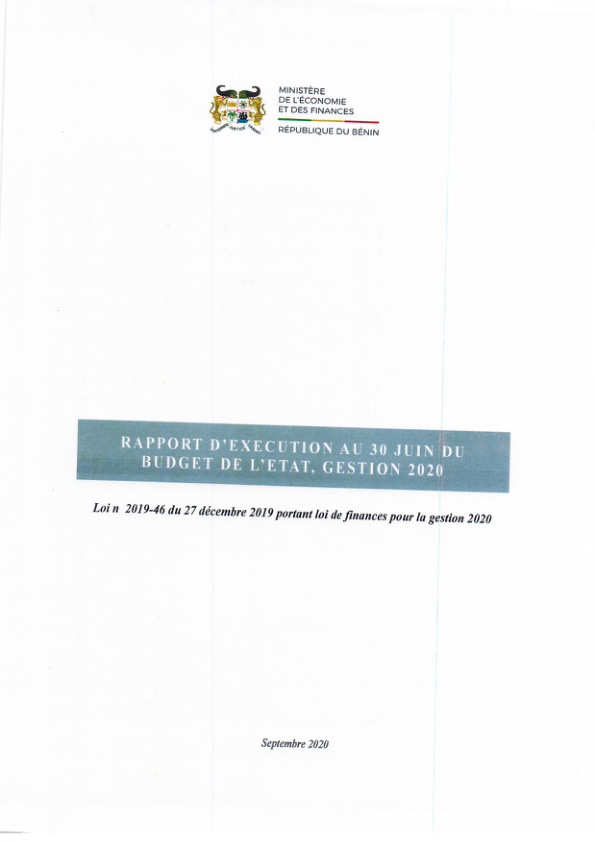 MINISTÈRE
DE L'ÉCONOMIE
ET DES FINANCES
RÉPUBLIQUE DU BÉNIN
RAPPORT D'EXECUTION AU 30 JUIN DU
BUDGET DE L'ETAT, GESTION 2020
Loi n 2019-46 du 27 décembre 2019 portant loi de finances pour la gestion 2020
Septembre 2020